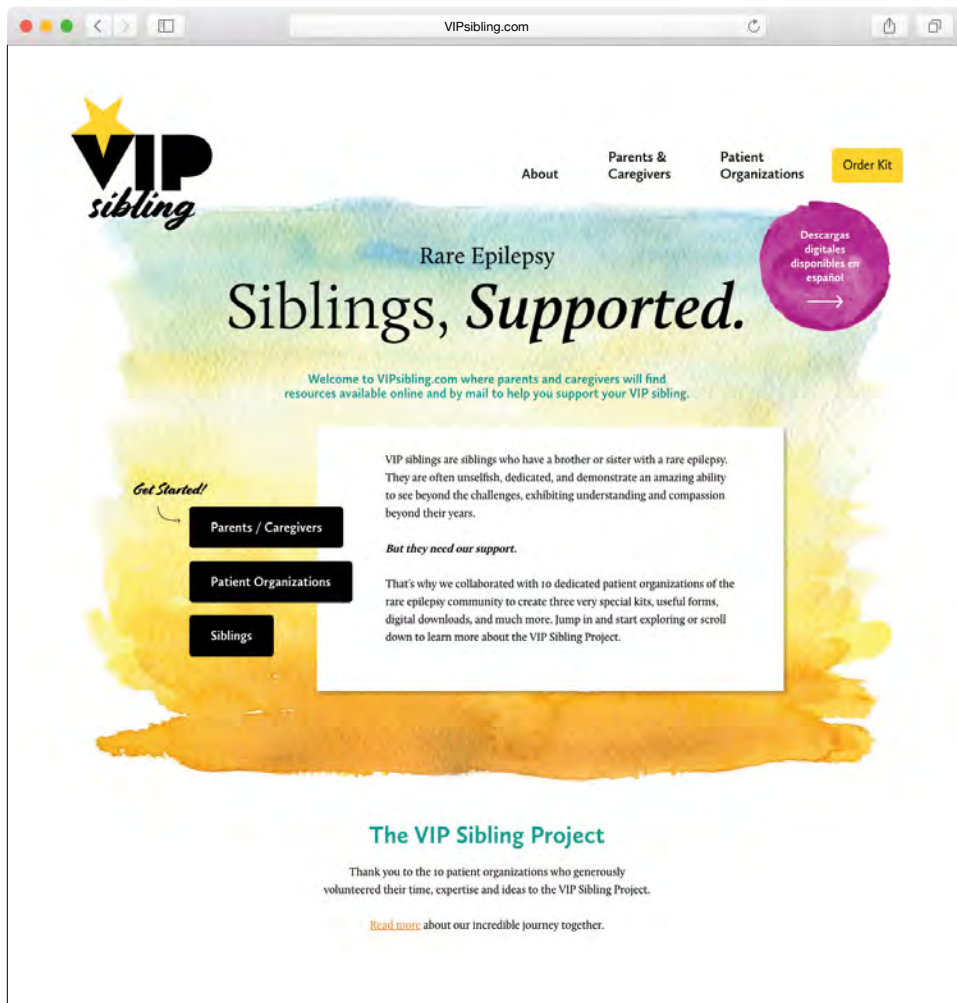 VIPsibling.com
VIP
sibling
About
Parents &
Caregivers
Patient
Organizations
Order Kit
Descargas
digitales
disponibles en
español
Rare Epilepsy
Siblings, Supported.
Welcome to VIPsibling.com where parents and caregivers will find
resources available online and by mail to help you support your VIP sibling.
Get Started!
Parents / Caregivers
Patient Organizations
Siblings
VIP siblings are siblings who have a brother or sister with a rare epilepsy.
They are often unselfish, dedicated, and demonstrate an amazing ability
to see beyond the challenges, exhibiting understanding and compassion
beyond their years.
But they need our support.
That's why we collaborated with 10 dedicated patient organizations of the
rare epilepsy community to create three very special kits, useful forms,
digital downloads, and much more. Jump in and start exploring or scroll
down to learn more about the VIP Sibling Project.
The VIP Sibling Project
Thank you to the 10 patient organizations who generously
volunteered their time, expertise and ideas to the VIP Sibling Project.
Read more about our incredible journey together.